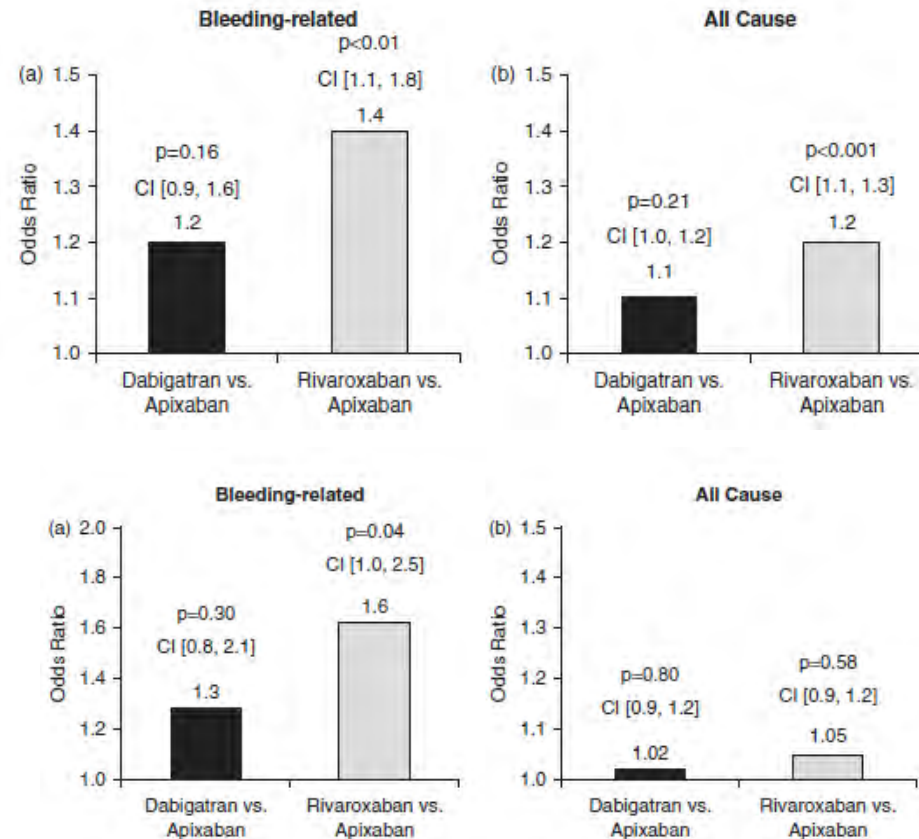 Bleeding-related
p<0.01
(a) 1.5
CI [1.1, 1.8]
1.4
1.4
p=0.16
1.3
CI [0.9, 1.6]
1.2
1.2
Odds Ratio
1.1
1.0
Dabigatran vs. Apixaban
Rivaroxaban vs. Apixaban
All Cause
(b) 1.5
1.4
p<0.001
1.3
CI [1.1, 1.3]
p=0.21
1.2
1.2
CI [1.0, 1.2]
1.1
1.1
Odds Ratio
1.0
Dabigatran vs. Apixaban
Rivaroxaban vs. Apixaban
Bleeding-related
(a) 2.0
p=0.04
1.8
CI [1.0, 2.5]
p=0.30
1.6
1.6
CI [0.8, 2.1]
1.4
1.3
Odds Ratio
1.2
1.0
Dabigatran vs. Apixaban
Rivaroxaban vs. Apixaban
All Cause
(b) 1.5
1.4
1.3
1.2
p=0.80
p=0.58
CI [0.9, 1.2]
CI [0.9, 1.2]
1.1
1.02
1.05
Odds Ratio
1.0
Dabigatran vs. Apixaban
Rivaroxaban vs. Apixaban